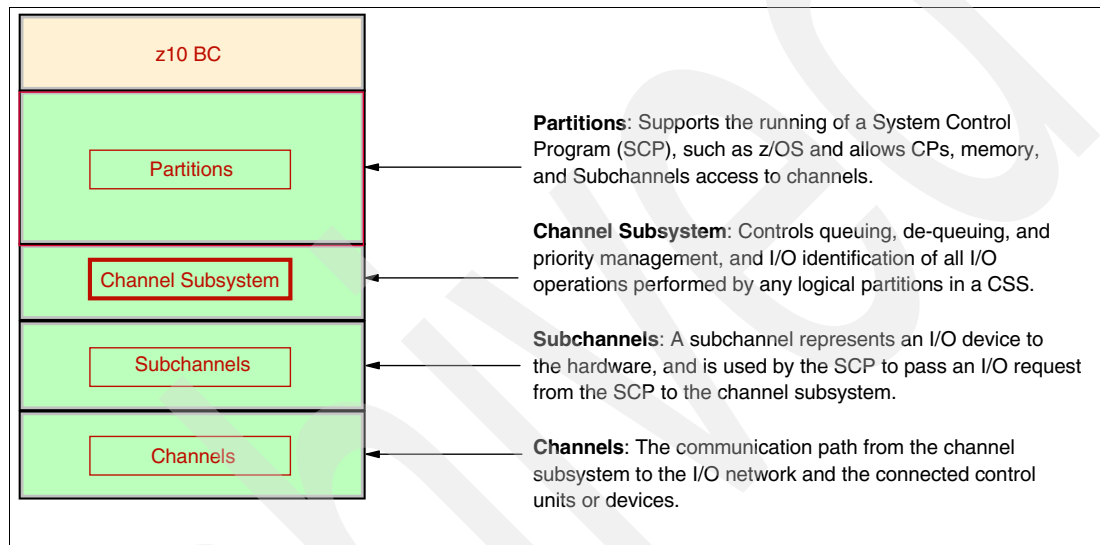 z10 BC
Partitions
Partitions: Supports the running of a System Control
Program (SCP), such as z/OS and allows CPs, memory,
and Subchannels access to channels.
Channel Subsystem
Channel Subsystem: Controls queuing, de-queuing, and
priority management, and I/O identification of all I/O
operations performed by any logical partitions in a CSS.
Subchannels
Subchannels: A subchannel represents an I/O device to
the hardware, and is used by the SCP to pass an I/O request
from the SCP to the channel subsystem.
Channels
Channels: The communication path from the channel
subsystem to the I/O network and the connected control
units or devices.